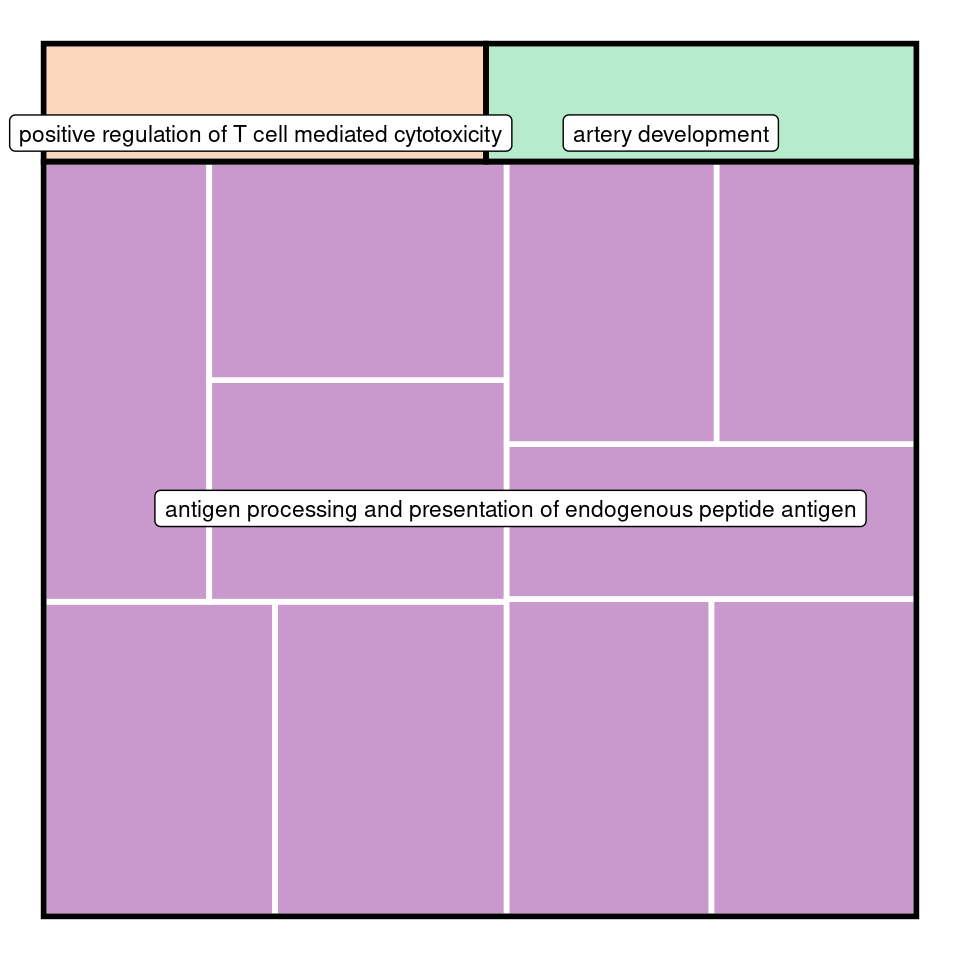 positive regulation of T cell mediated cytotoxicity
artery development
antigen processing and presentation of endogenous peptide antigen